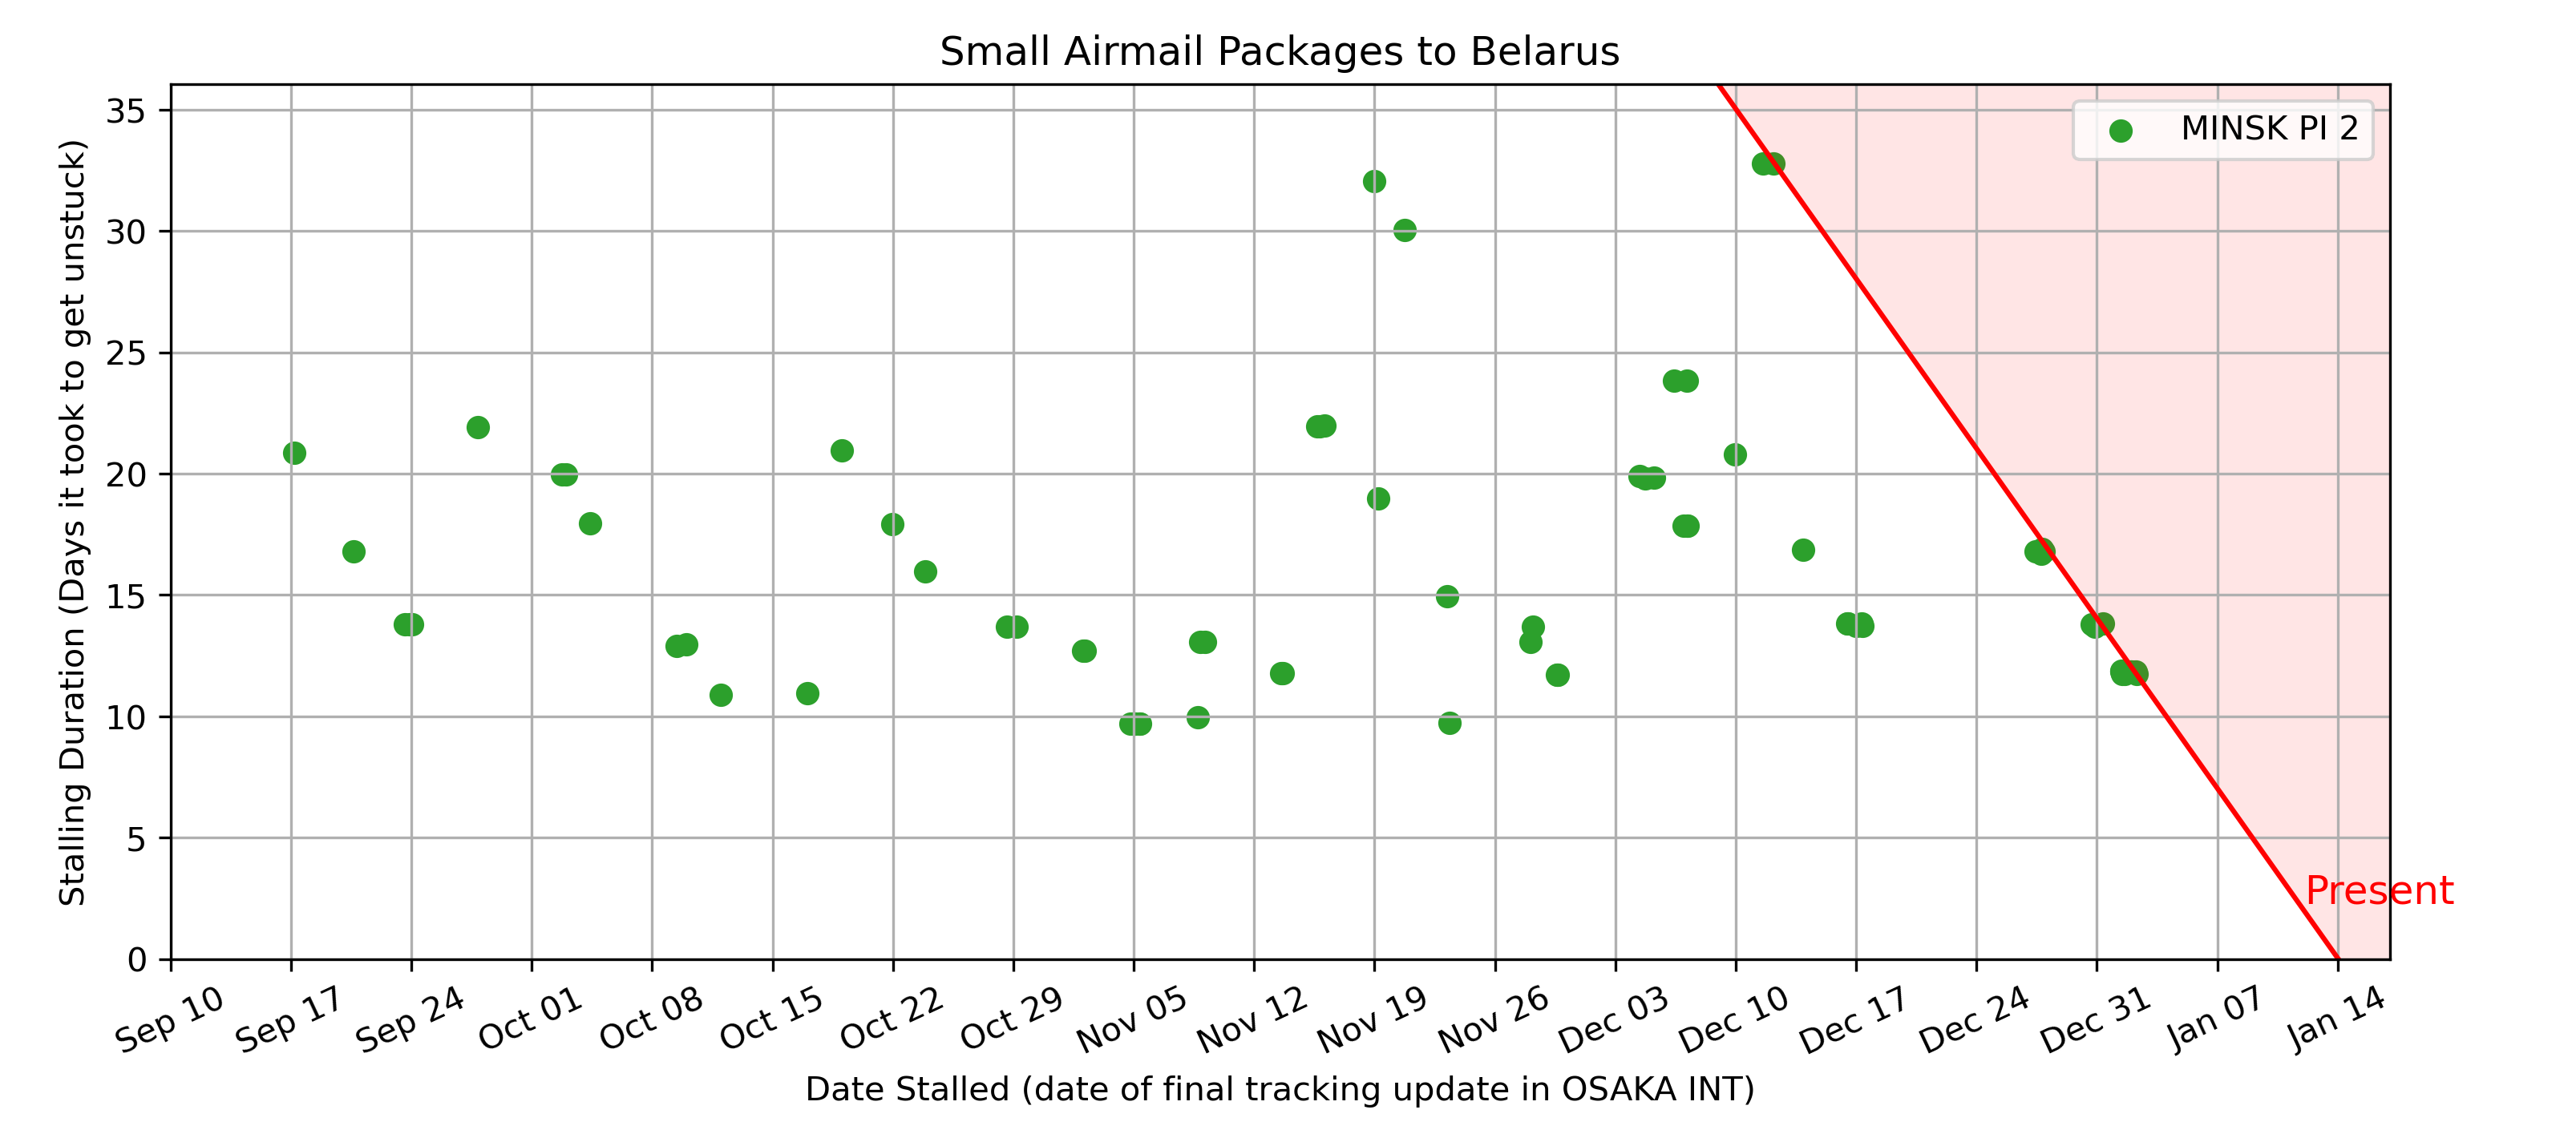 Small Airmail Packages to Belarus
Stalling Duration (Days it took to get unstuck)
35
30
25
20
15
10
5
0
MINSK PI 2
Present
Sep 10
Sep 17
Sep 24
Oct 01
Oct 08
Oct 15
Oct 22
Oct 29
Nov 05
Nov 12
Nov 19
Nov 26
Dec 03
Dec 10
Dec 17
Dec 24
Dec 31
Jan 07
Jan 14
Date Stalled (date of final tracking update in OSAKA INT)